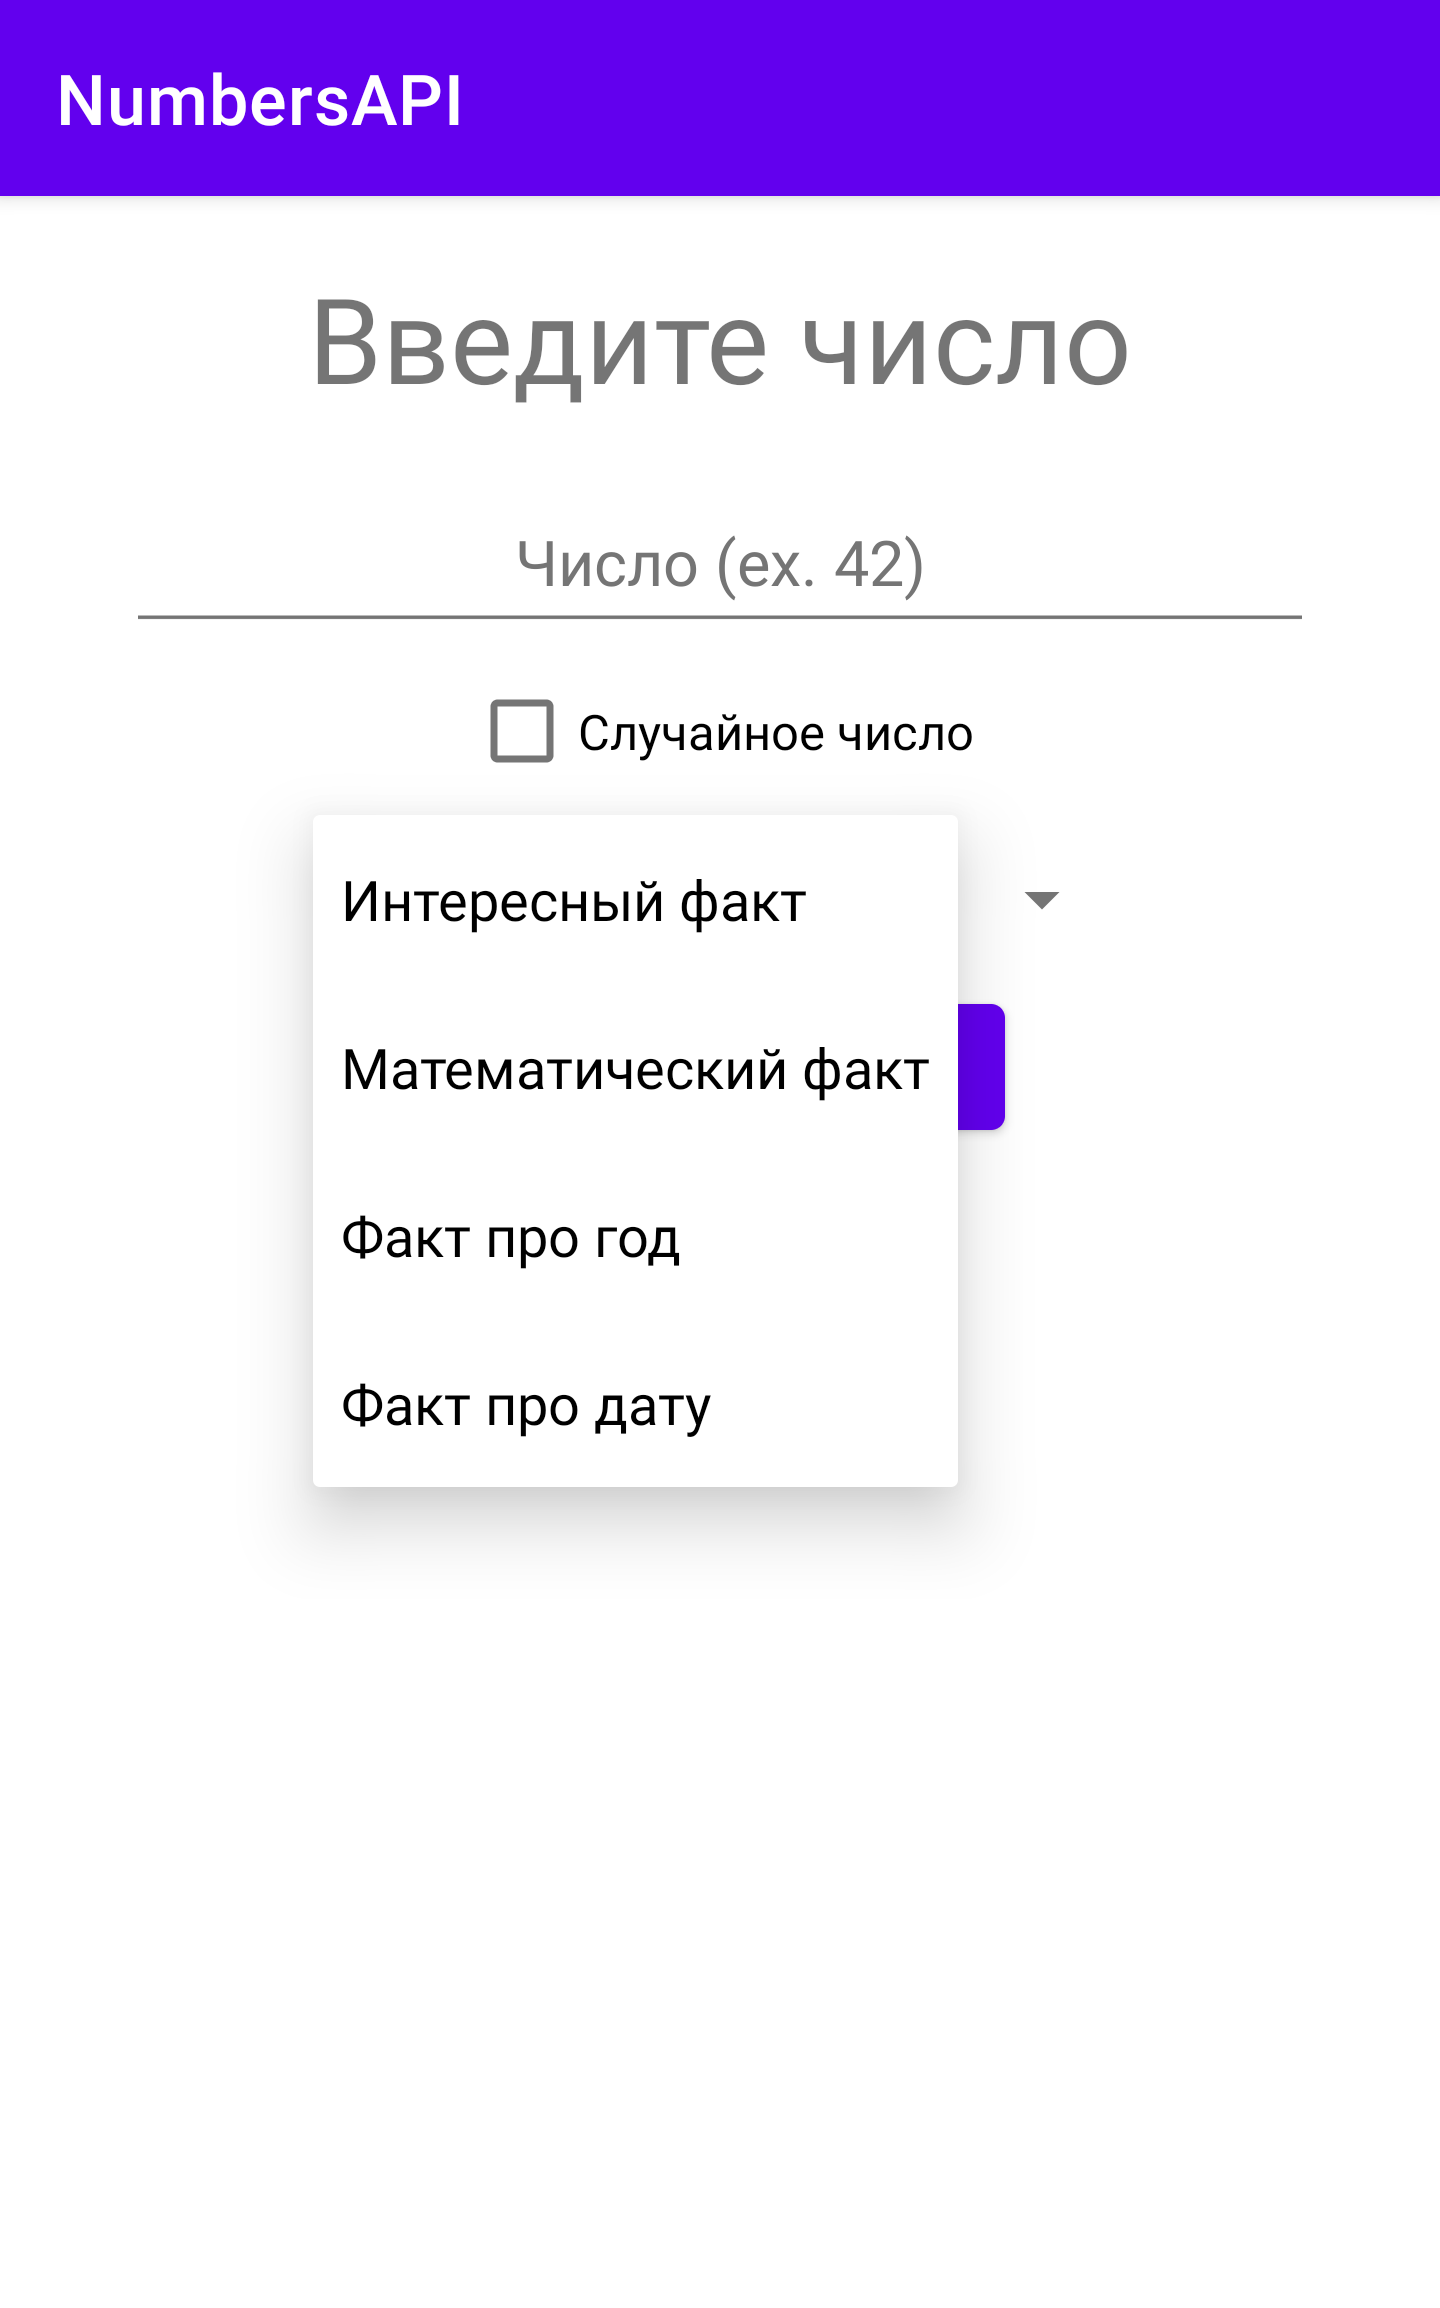 NumbersAPI
Введите число
Число (ex. 42)
Случайное число
Интересный факт
Математический факт
Факт про год
Факт про дату